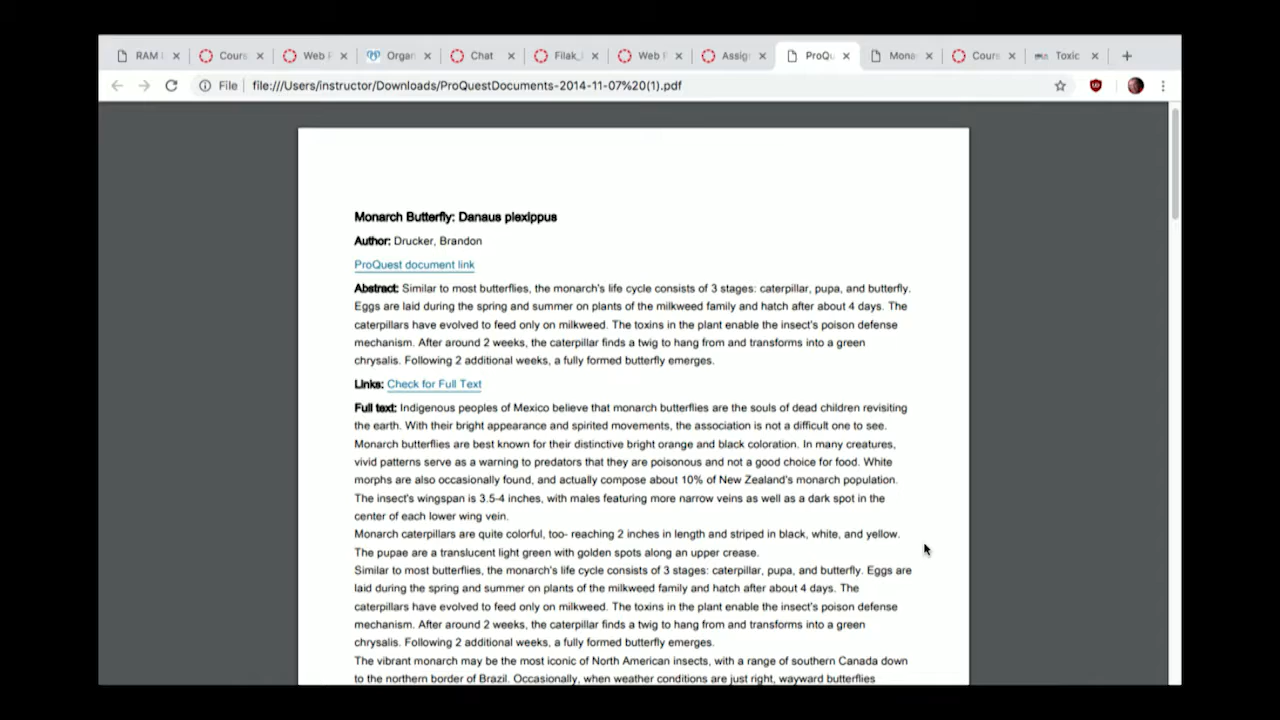 RAM Cours Web Organ Chat Filak_ Web Assig ProQu Mona Cours Toxic
File file:///Users/instructor/Downloads/ProQuestDocuments-2014-11-07%20(1).pdf
Monarch Butterfly: Danaus plexippus
Author: Drucker, Brandon
ProQuest document link
Abstract: Similar to most butterflies, the monarch's life cycle consists of 3 stages: caterpillar, pupa, and butterfly.
Eggs are laid during the spring and summer on plants of the milkweed family and hatch after about 4 days. The
caterpillars have evolved to feed only on milkweed. The toxins in the plant enable the insect's poison defense
mechanism. After around 2 weeks, the caterpillar finds a twig to hang from and transforms into a green
chrysalis. Following 2 additional weeks, a fully formed butterfly emerges.
Links: Check for Full Text
Full text: Indigenous peoples of Mexico believe that monarch butterflies are the souls of dead children revisiting
the earth. With their bright appearance and spirited movements, the association is not a difficult one to see.
Monarch butterflies are best known for their distinctive bright orange and black coloration. In many creatures,
vivid patterns serve as a warning to predators that they are poisonous and not a good choice for food. White
morphs are also occasionally found, and actually compose about 10% of New Zealand's monarch population.
The insect's wingspan is 3.5-4 inches, with males featuring more narrow veins as well as a dark spot in the
center of each lower wing vein.
Monarch caterpillars are quite colorful, too- reaching 2 inches in length and striped in black, white, and yellow.
The pupae are a translucent light green with golden spots along an upper crease.
Similar to most butterflies, the monarch's life cycle consists of 3 stages: caterpillar, pupa, and butterfly. Eggs are
laid during the spring and summer on plants of the milkweed family and hatch after about 4 days. The
caterpillars have evolved to feed only on milkweed. The toxins in the plant enable the insect's poison defense
mechanism. After around 2 weeks, the caterpillar finds a twig to hang from and transforms into a green
chrysalis. Following 2 additional weeks, a fully formed butterfly emerges.
The vibrant monarch may be the most iconic of North American insects, with a range of southern Canada down
to the northern border of Brazil. Occasionally, when weather conditions are just right, wayward butterflies